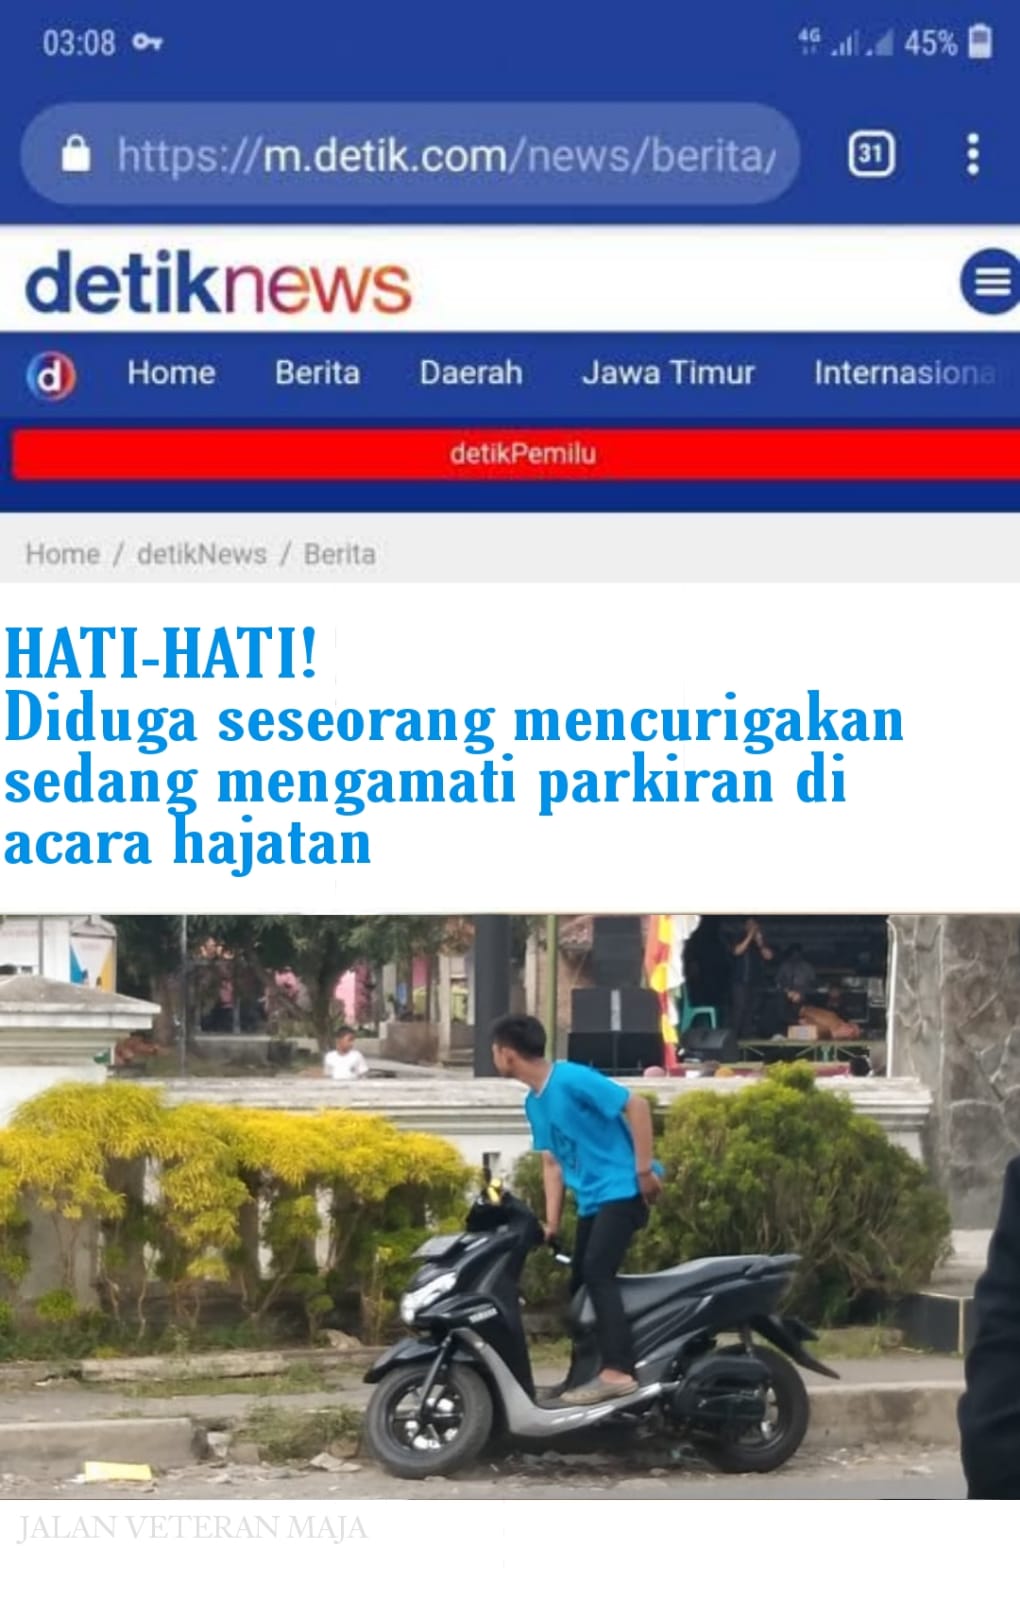 03:08
4G 45%
https://m.detik.com/news/berita/
31
detiknews
d Home Berita Daerah Jawa Timur Internasiona
detikPemilu
Home / detikNews / Berita
HATI-HATI!
Diduga seseorang mencurigakan
sedang mengamati parkiran di
acara hajatan
YAMAHA
JALAN VETERAN MAJA